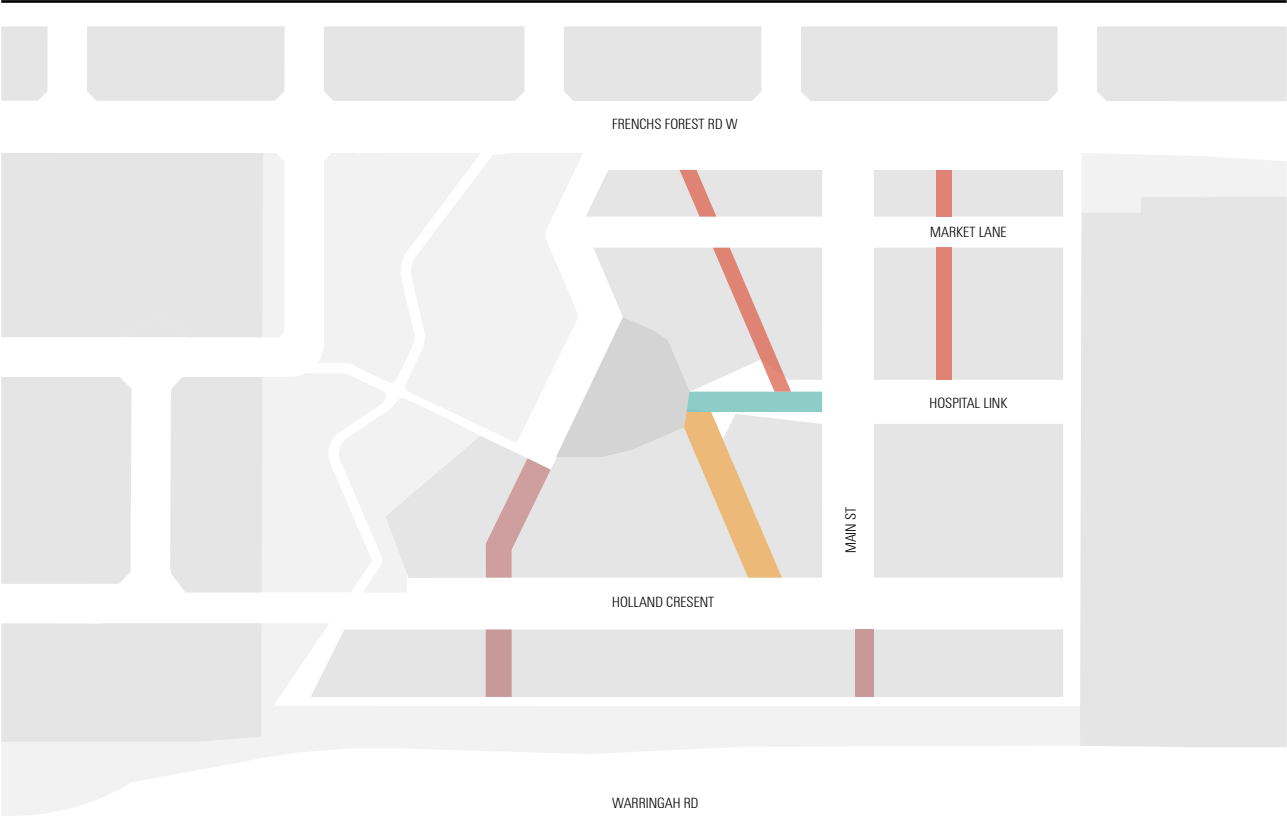 FRENCHS FOREST RD W
MARKET LANE
HOSPITAL LINK
MAIN ST
HOLLAND CRESENT
WARRINGAH RD